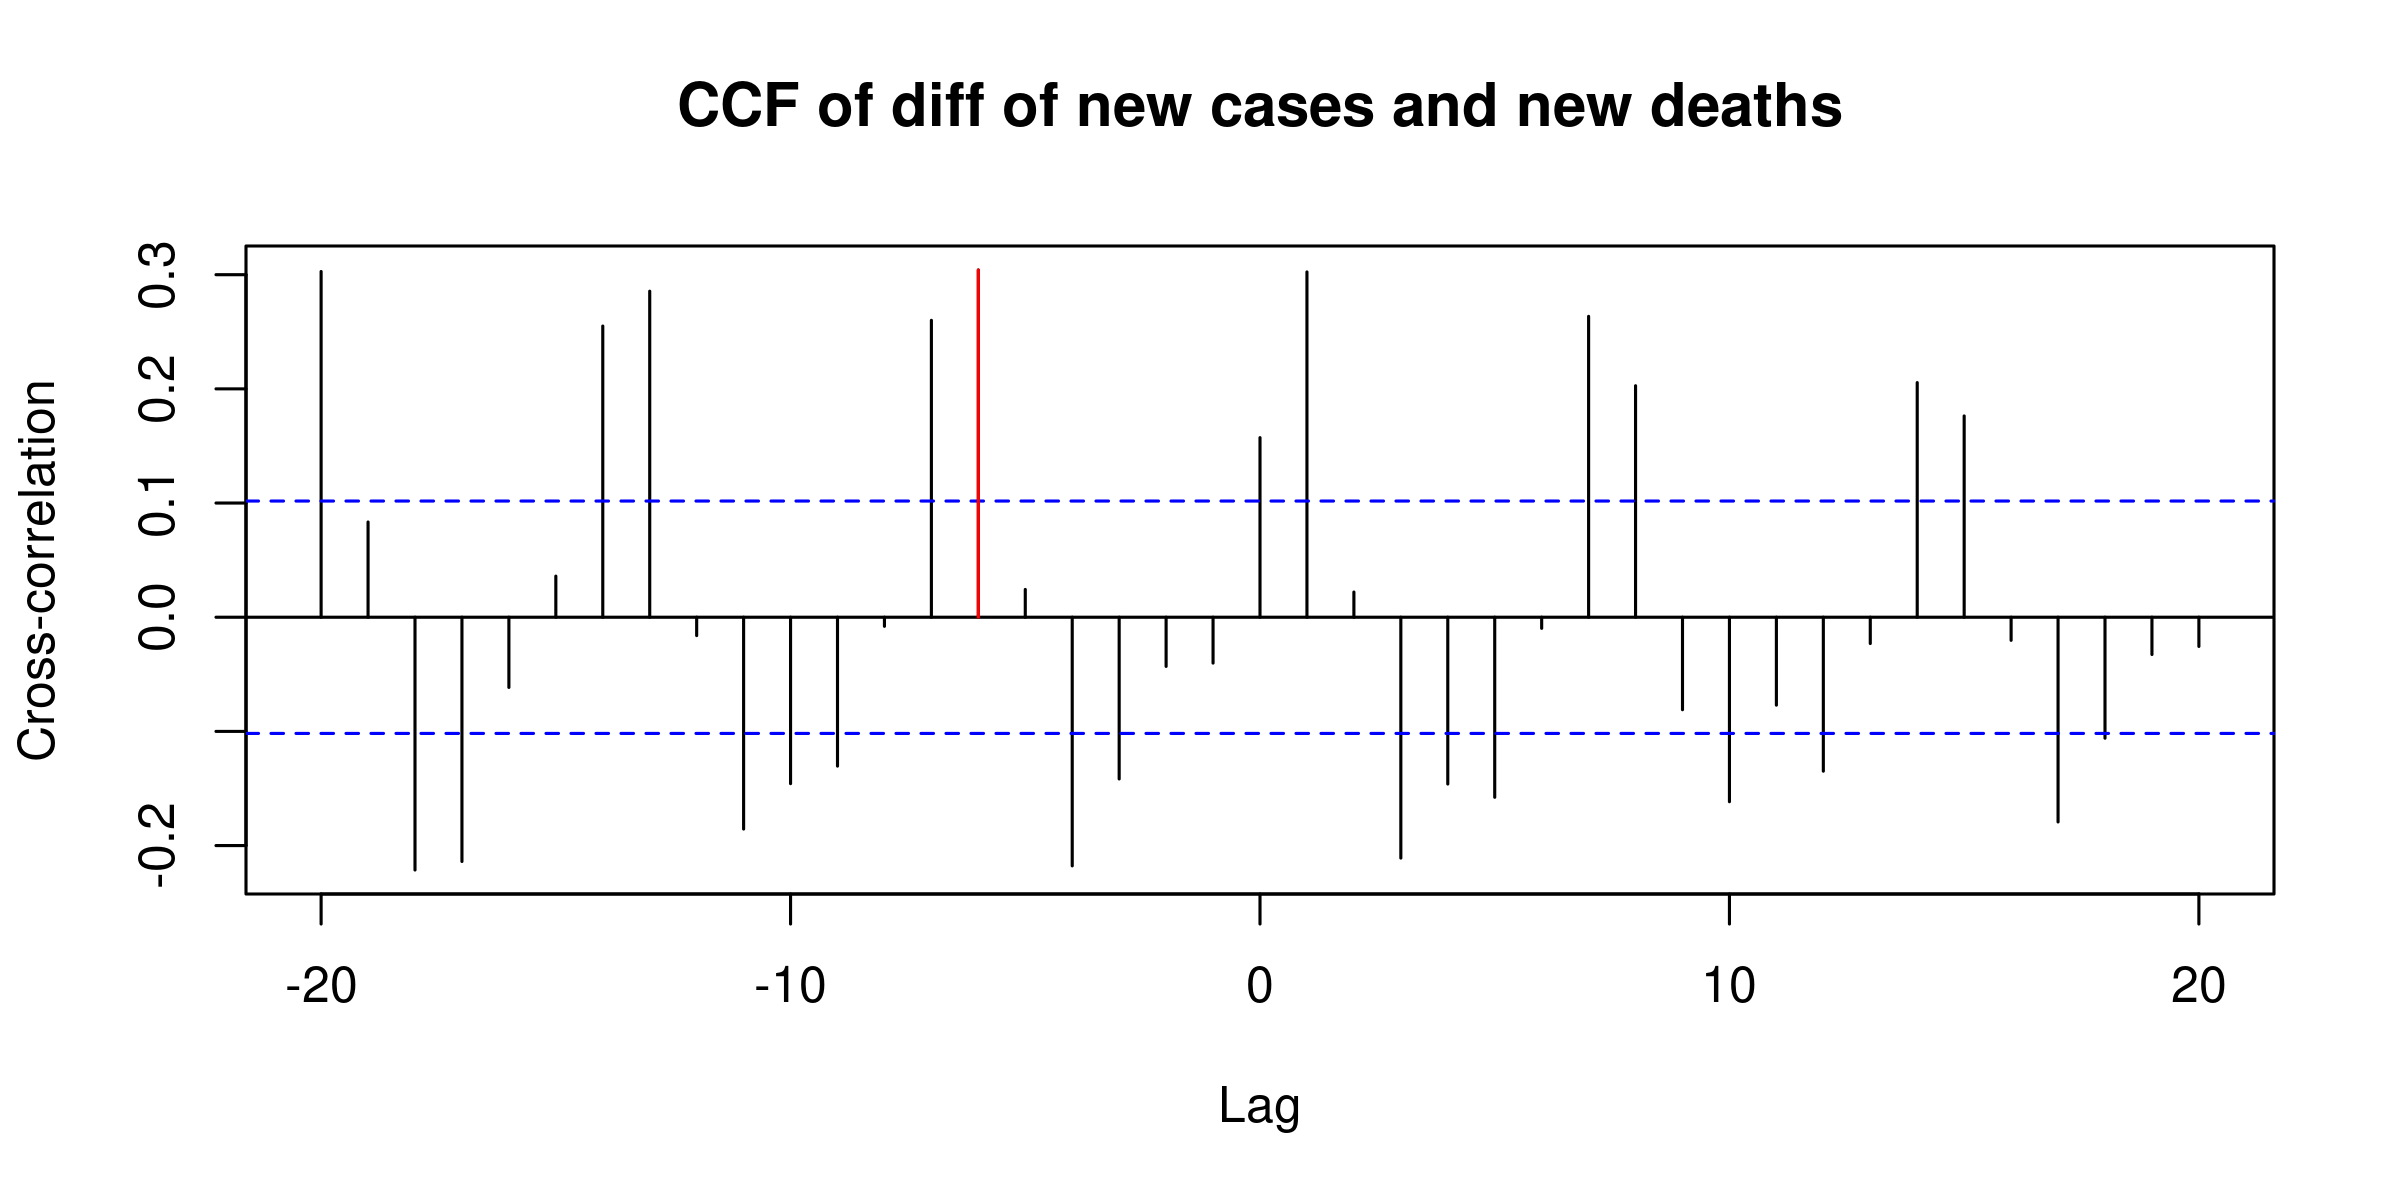 CCF of diff of new cases and new deaths
Cross-correlation
0.3
0.2
0.1
0.0
-0.2
-20 -10 0 10 20
Lag